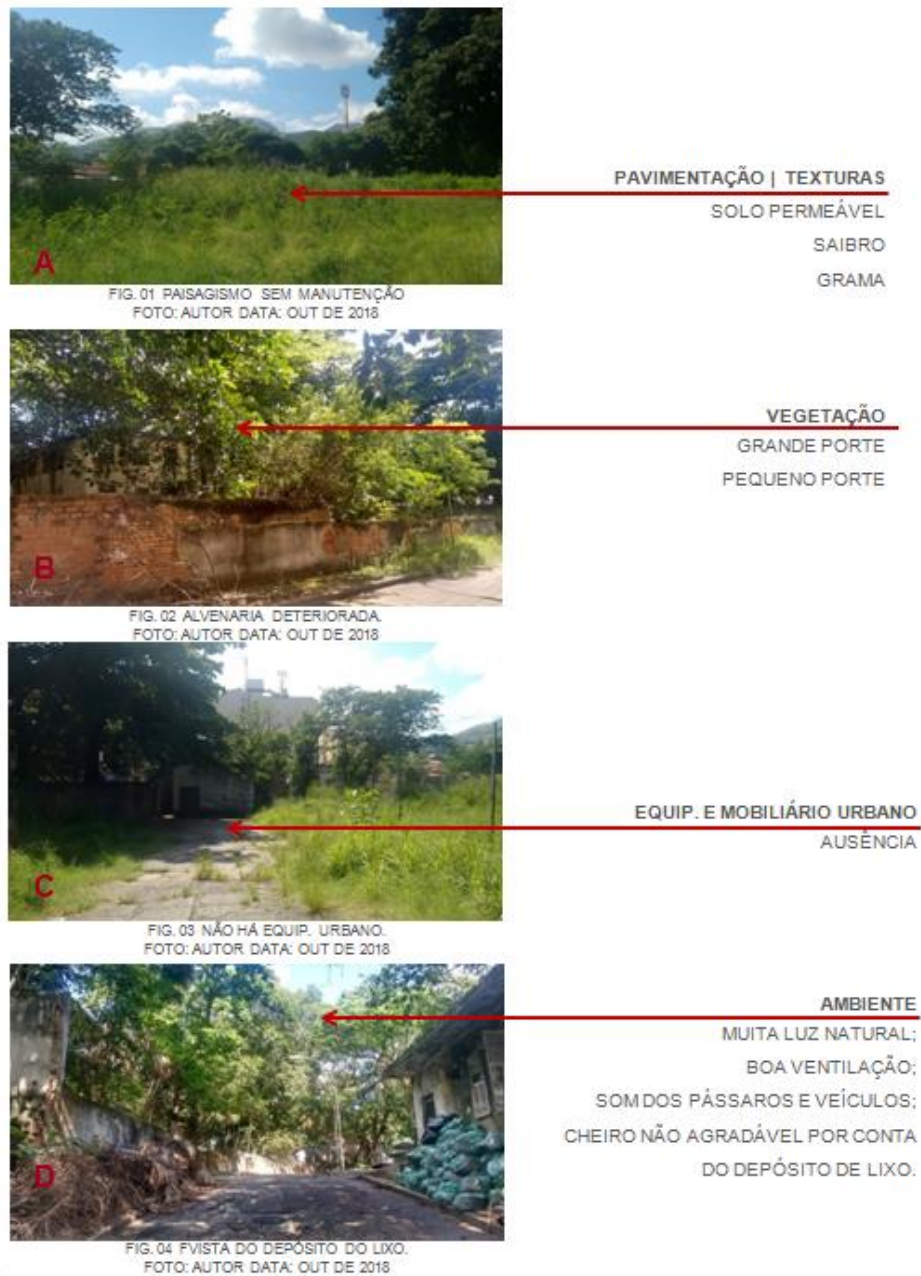 A
FIG. 01 PAISAGISMO SEM MANUTENÇÃO
FOTO: AUTOR DATA: OUT DE 2018
PAVIMENTAÇÃO | TEXTURAS
SOLO PERMEÁVEL
SAIBRO
GRAMA
B
FIG. 02 ALVENARIA DETERIORADA.
FOTO: AUTOR DATA: OUT DE 2018
VEGETAÇÃO
GRANDE PORTE
PEQUENO PORTE
C
FIG. 03 NÃO HÁ EQUIP. URBANO.
FOTO: AUTOR DATA: OUT DE 2018
EQUIP. E MOBILIÁRIO URBANO
AUSÊNCIA
D
FIG. 04 FVISTA DO DEPÓSITO DO LIXO.
FOTO: AUTOR DATA: OUT DE 2018
AMBIENTE
MUITA LUZ NATURAL;
BOA VENTILAÇÃO;
SOM DOS PÁSSAROS E VEÍCULOS;
CHEIRO NÃO AGRADÁVEL POR CONTA
DO DEPÓSITO DE LIXO.